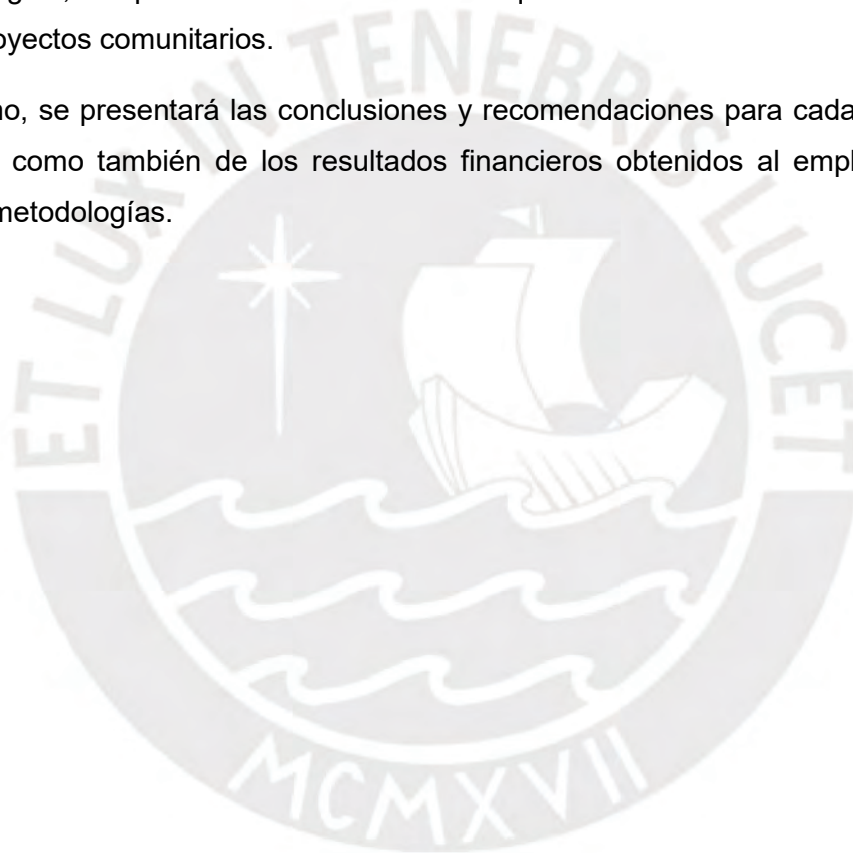 royectos comunitarios.
no, se presentará las conclusiones y recomendaciones para cada
como también de los resultados financieros obtenidos al empl
metodologías.
ET LUX IN TENEBRIS LUCET
MCMXVII